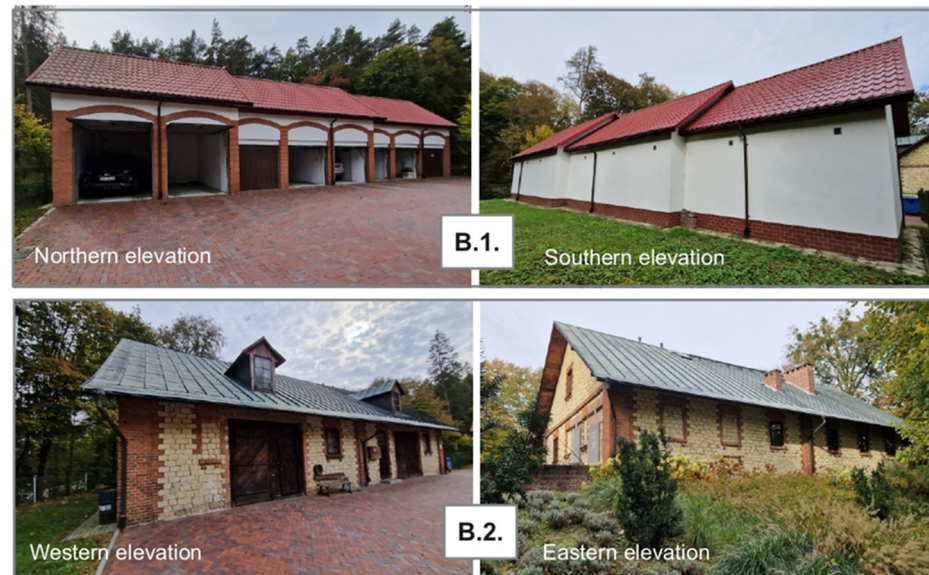 Northern elevation
B.1.
Southern elevation
Western elevation
B.2.
Eastern elevation